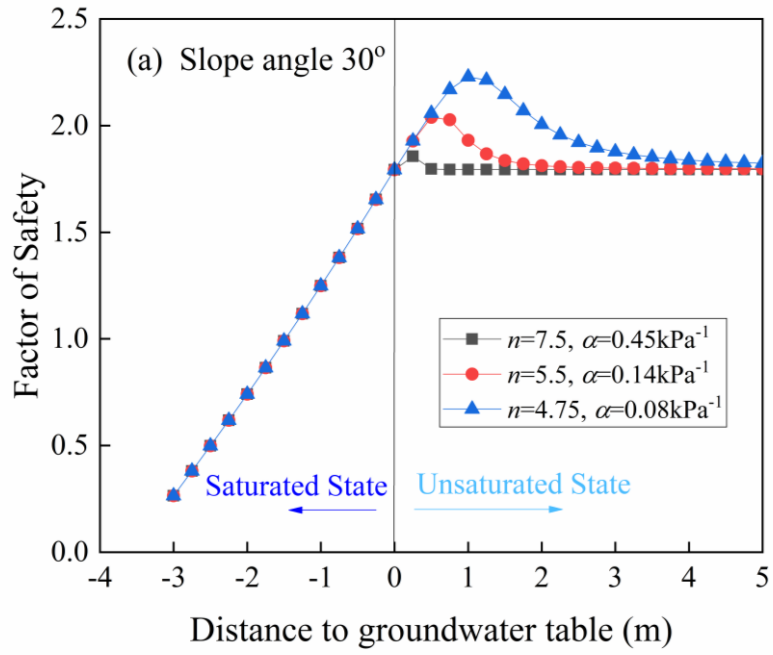 (a) Slope angle 30°
2.5
2.0
1.5
1.0
0.5
0.0
Factor of Safety
n=7.5, α=0.45kPa⁻¹
n=5.5, α=0.14kPa⁻¹
n=4.75, α=0.08kPa⁻¹
Saturated State
Unsaturated State
-4 -3 -2 -1 0 1 2 3 4 5
Distance to groundwater table (m)